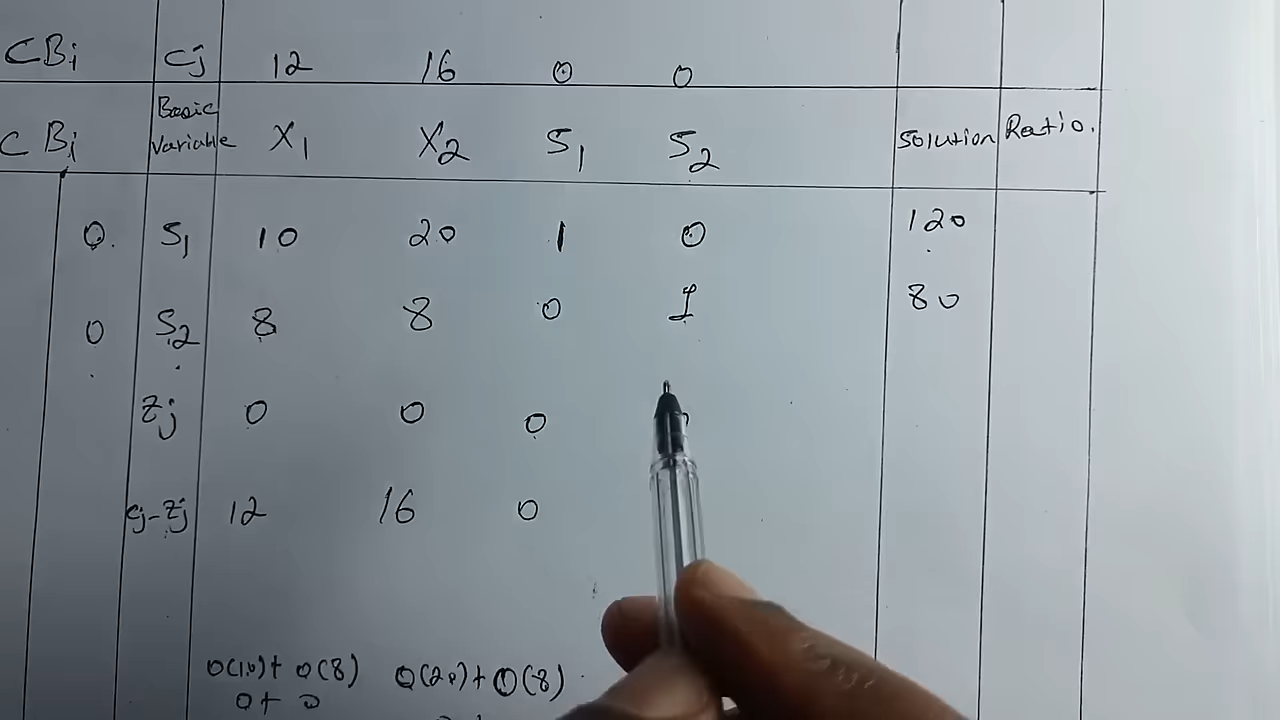 CBi Cj 12 16 0 0
CBi Basic Variable X1 X2 S1 S2 Solution Ratio.
0. S1 10 20 1 0 120
0 S2 8 8 0 1 80
Zj 0 0 0
Cj-Zj 12 16 0
0(10)+ 0(8) 0(20)+0(8)
0+ 0